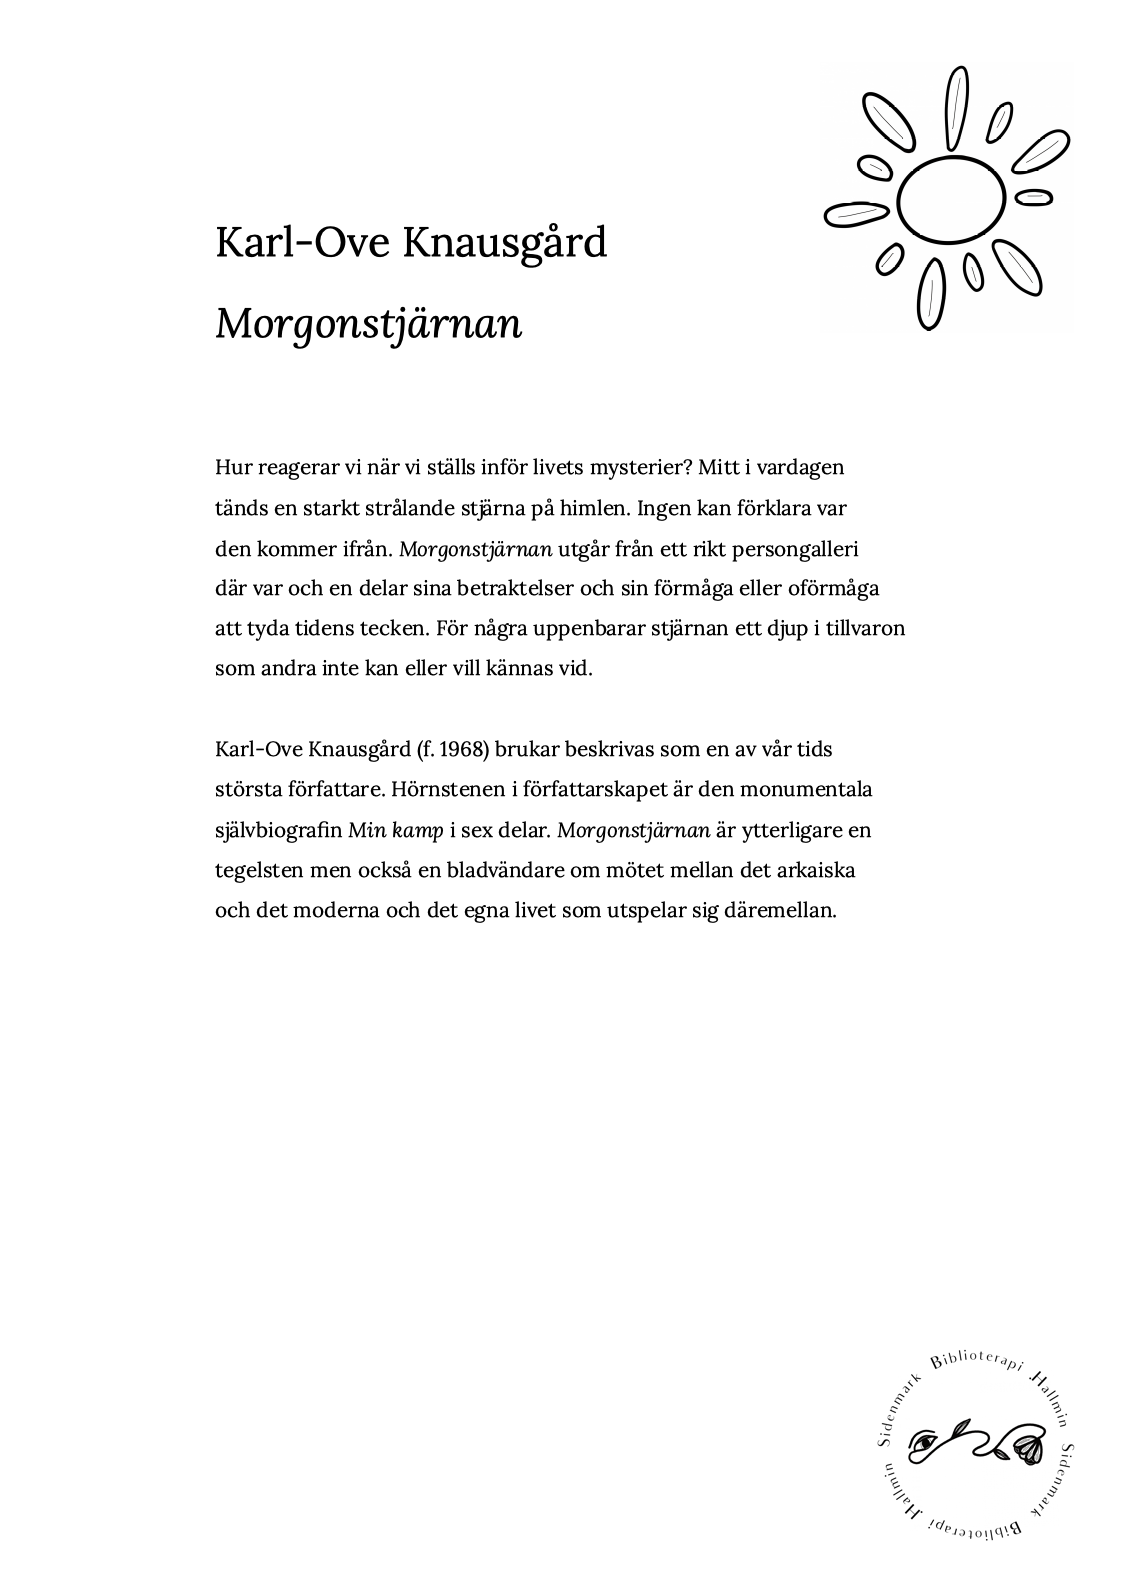 Karl-Ove Knausgård
Morgonstjärnan
Hur reagerar vi när vi ställs inför livets mysterier? Mitt i vardagen
tänds en starkt strålande stjärna på himlen. Ingen kan förklara var
den kommer ifrån. Morgonstjärnan utgår från ett rikt persongalleri
där var och en delar sina betraktelser och sin förmåga eller oförmåga
att tyda tidens tecken. För några uppenbarar stjärnan ett djup i tillvaron
som andra inte kan eller vill kännas vid.
Karl-Ove Knausgård (f. 1968) brukar beskrivas som en av vår tids
största författare. Hörnstenen i författarskapet är den monumentala
självbiografin Min kamp i sex delar. Morgonstjärnan är ytterligare en
tegelsten men också en bladvändare om mötet mellan det arkaiska
och det moderna och det egna livet som utspelar sig däremellan.
Biblioterapi Hallmin Sidenmark Biblioterapi Hallmin Sidenmark